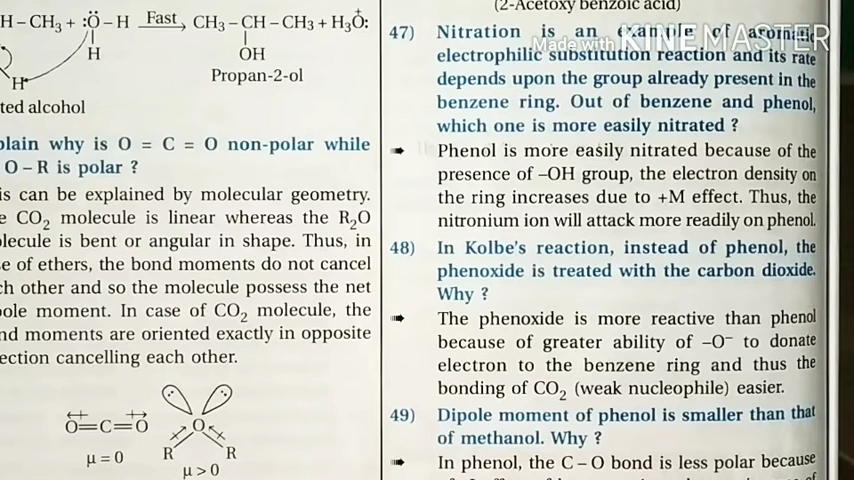 H – CH₃ + :Ö – H Fast CH₃ – CH – CH₃ + H₃O:
H OH
H⁺ Propan-2-ol
ted alcohol
plain why is O = C = O non-polar while
O – R is polar ?
is can be explained by molecular geometry.
e CO₂ molecule is linear whereas the R₂O
olecule is bent or angular in shape. Thus, in
e of ethers, the bond moments do not cancel
ch other and so the molecule possess the net
pole moment. In case of CO₂ molecule, the
nd moments are oriented exactly in opposite
ection cancelling each other.
O=C=O O
μ = 0 R R
μ > 0
(2-Acetoxy benzoic acid)
Made with KINEMASTER
47) Nitration is an example of aromatic
electrophilic substitution reaction and its rate
depends upon the group already present in the
benzene ring. Out of benzene and phenol,
which one is more easily nitrated ?
Phenol is more easily nitrated because of the
presence of –OH group, the electron density on
the ring increases due to +M effect. Thus, the
nitronium ion will attack more readily on phenol.
48) In Kolbe's reaction, instead of phenol, the
phenoxide is treated with the carbon dioxide.
Why ?
The phenoxide is more reactive than phenol
because of greater ability of –O⁻ to donate
electron to the benzene ring and thus the
bonding of CO₂ (weak nucleophile) easier.
49) Dipole moment of phenol is smaller than that
of methanol. Why ?
In phenol, the C – O bond is less polar because